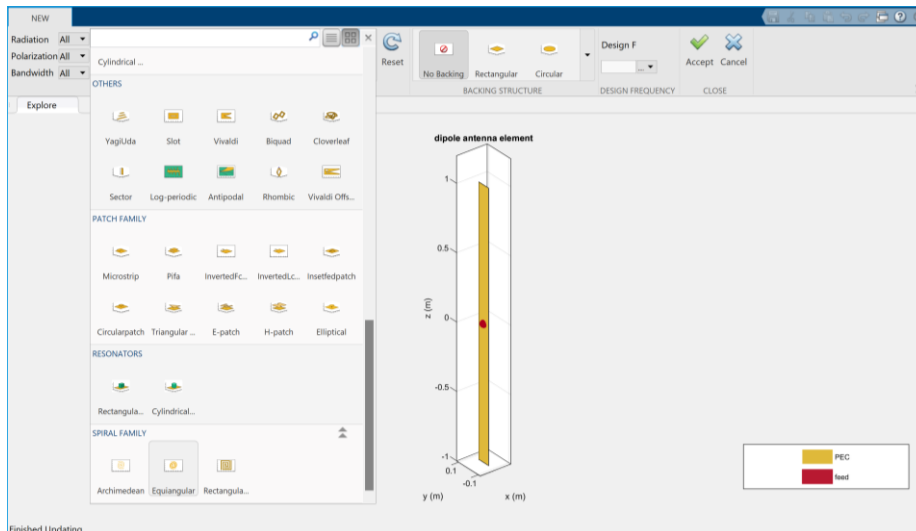 NEW
Radiation All
Polarization All
Bandwidth All
Cylindrical ...
OTHERS
YagiUda Slot Vivaldi Biquad Cloverleaf
Sector Log-periodic Antipodal Rhombic Vivaldi Offs...
PATCH FAMILY
Microstrip Pifa InvertedFc... InvertedLc... Insetfedpatch
Circularpatch Triangular ... E-patch H-patch Elliptical
RESONATORS
Rectangula... Cylindrical...
SPIRAL FAMILY
Archimedean Equiangular Rectangula...
Reset
No Backing Rectangular Circular
BACKING STRUCTURE
Design F
...
DESIGN FREQUENCY
Accept Cancel
CLOSE
Explore
dipole antenna element
1
0.5
0
-0.5
-1
z (m)
0.1
-0.1
y (m) x (m)
PEC
feed
Finished Updating